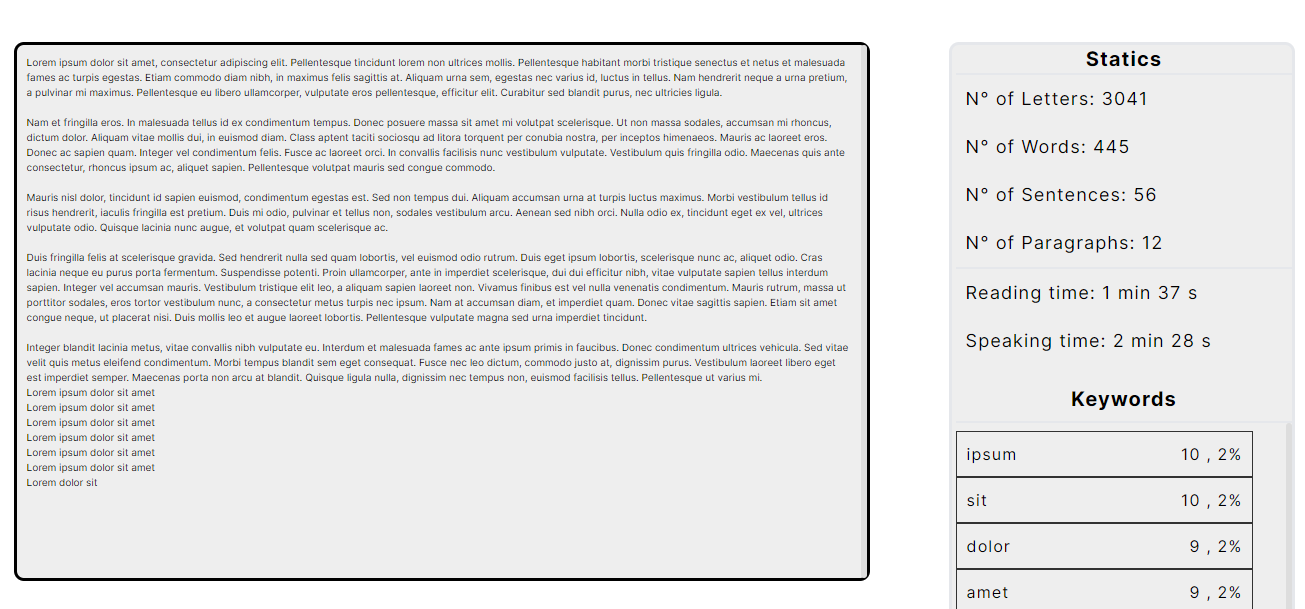 Lorem ipsum dolor sit amet, consectetur adipiscing elit. Pellentesque tincidunt lorem non ultrices mollis. Pellentesque habitant morbi tristique senectus et netus et malesuada
fames ac turpis egestas. Etiam commodo diam nibh, in maximus felis sagittis at. Aliquam urna sem, egestas nec varius id, luctus in tellus. Nam hendrerit neque a urna pretium,
a pulvinar mi maximus. Pellentesque eu libero ullamcorper, vulputate eros pellentesque, efficitur elit. Curabitur sed blandit purus, nec ultricies ligula.
Nam et fringilla eros. In malesuada tellus id ex condimentum tempus. Donec posuere massa sit amet mi volutpat scelerisque. Ut non massa sodales, accumsan mi rhoncus,
dictum dolor. Aliquam vitae mollis dui, in euismod diam. Class aptent taciti sociosqu ad litora torquent per conubia nostra, per inceptos himenaeos. Mauris ac laoreet eros.
Donec ac sapien quam. Integer vel condimentum felis. Fusce ac laoreet orci. In convallis facilisis nunc vestibulum vulputate. Vestibulum quis fringilla odio. Maecenas quis ante
consectetur, rhoncus ipsum ac, aliquet sapien. Pellentesque volutpat mauris sed congue commodo.
Mauris nisl dolor, tincidunt id sapien euismod, condimentum egestas est. Sed non tempus dui. Aliquam accumsan urna at turpis luctus maximus. Morbi vestibulum tellus id
risus hendrerit, iaculis fringilla est pretium. Duis mi odio, pulvinar et tellus non, sodales vestibulum arcu. Aenean sed nibh orci. Nulla odio ex, tincidunt eget ex vel, ultrices
vulputate odio. Quisque lacinia nunc augue, et volutpat quam scelerisque ac.
Duis fringilla felis at scelerisque gravida. Sed hendrerit nulla sed quam lobortis, vel euismod odio rutrum. Duis eget ipsum lobortis, scelerisque nunc ac, aliquet odio. Cras
lacinia neque eu purus porta fermentum. Suspendisse potenti. Proin ullamcorper, ante in imperdiet scelerisque, dui dui efficitur nibh, vitae vulputate sapien tellus interdum
sapien. Integer vel accumsan mauris. Vestibulum tristique elit leo, a aliquam sapien laoreet non. Vivamus finibus est vel nulla venenatis condimentum. Mauris rutrum, massa ut
porttitor sodales, eros tortor vestibulum nunc, a consectetur metus turpis nec ipsum. Nam at accumsan diam, et imperdiet quam. Donec vitae sagittis sapien. Etiam sit amet
congue neque, ut placerat nisi. Duis mollis leo et augue laoreet lobortis. Pellentesque vulputate magna sed urna imperdiet tincidunt.
Integer blandit lacinia metus, vitae convallis nibh vulputate eu. Interdum et malesuada fames ac ante ipsum primis in faucibus. Donec condimentum ultrices vehicula. Sed vitae
velit quis metus eleifend condimentum. Morbi tempus blandit sem eget consequat. Fusce nec leo dictum, commodo justo at, dignissim purus. Vestibulum laoreet libero eget
est imperdiet semper. Maecenas porta non arcu at blandit. Quisque ligula nulla, dignissim nec tempus non, euismod facilisis tellus. Pellentesque ut varius mi.
Lorem ipsum dolor sit amet
Lorem ipsum dolor sit amet
Lorem ipsum dolor sit amet
Lorem ipsum dolor sit amet
Lorem ipsum dolor sit amet
Lorem ipsum dolor sit amet
Lorem dolor sit
Statics
N° of Letters: 3041
N° of Words: 445
N° of Sentences: 56
N° of Paragraphs: 12
Reading time: 1 min 37 s
Speaking time: 2 min 28 s
Keywords
ipsum 10 , 2%
sit 10 , 2%
dolor 9 , 2%
amet 9 , 2%